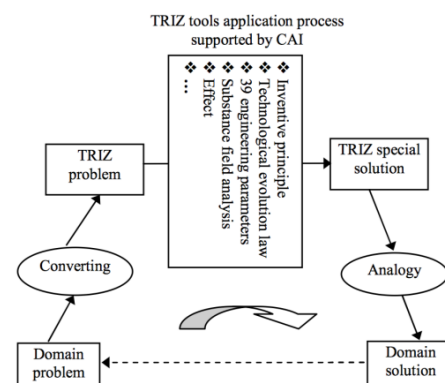 TRIZ tools application process
supported by CAI
❖ Inventive principle
❖ Technological evolution law
❖ 39 engineering parameters
❖ Substance field analysis
❖ Effect
❖ …
TRIZ
problem
TRIZ special
solution
Converting
Analogy
Domain
problem
Domain
solution